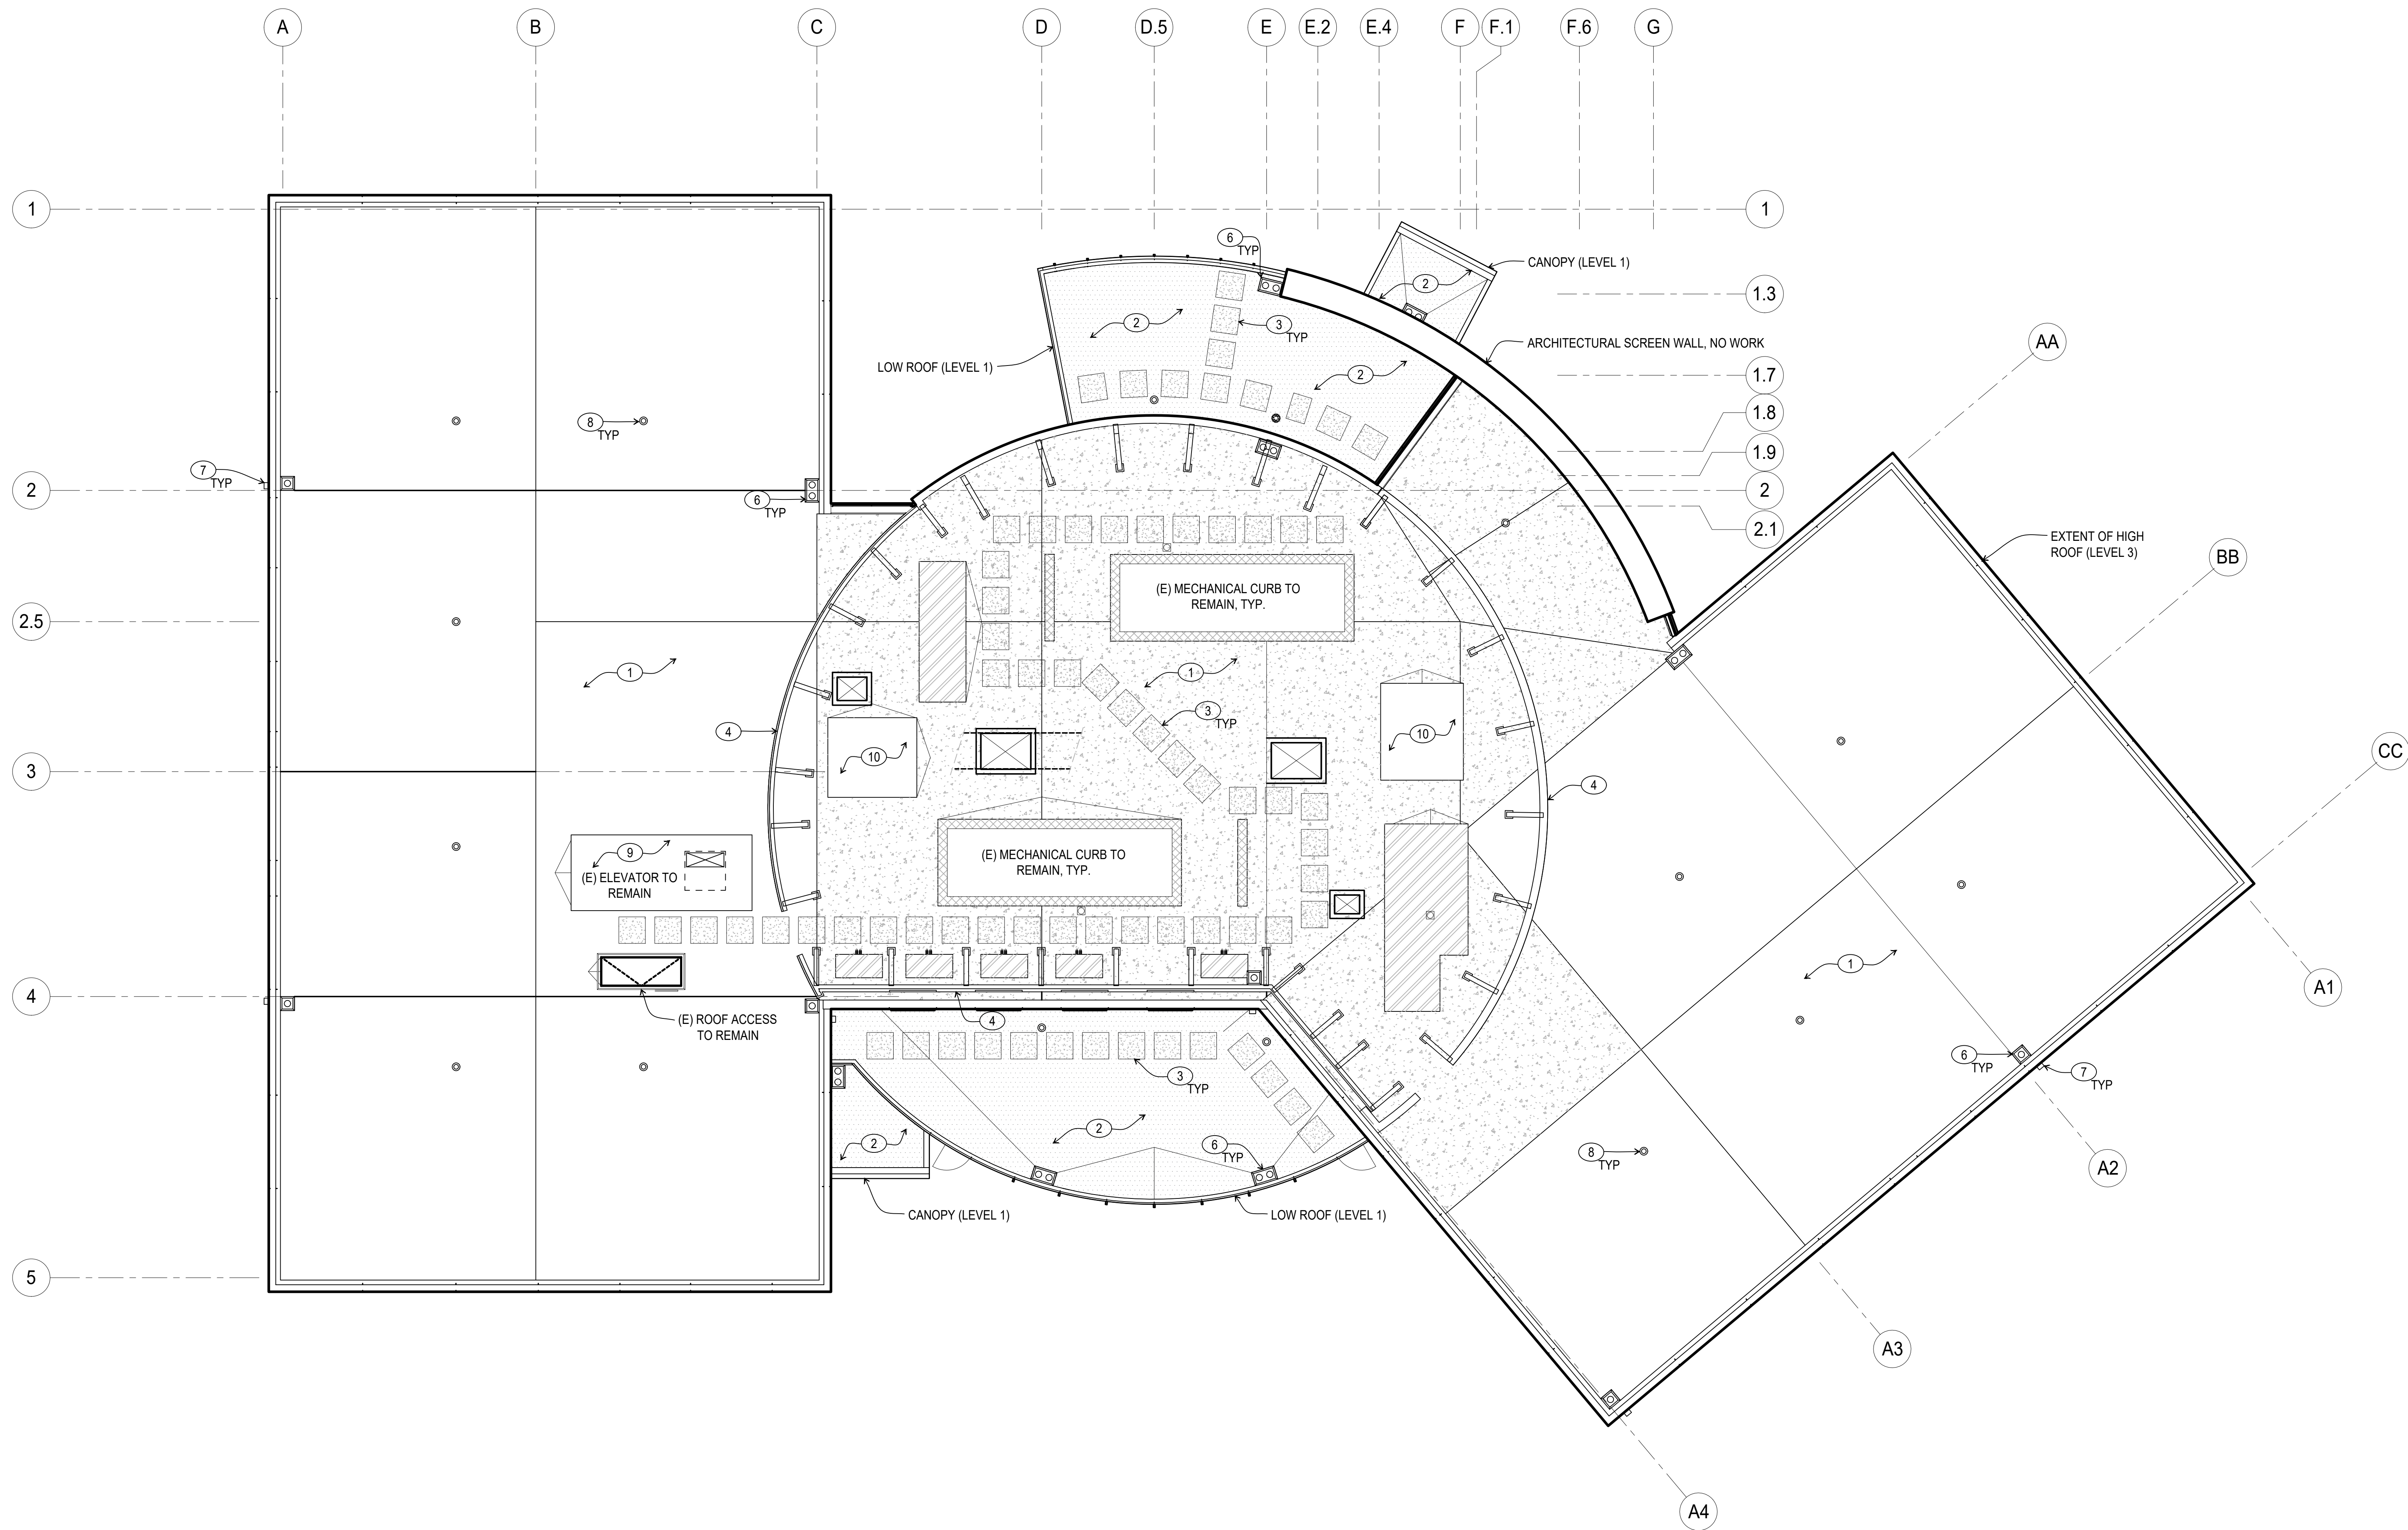 A
B
C
D
D.5
E
E.2
E.4
F
F.1
F.6
G
1
1
6
TYP
CANOPY (LEVEL 1)
2
1.3
2
3
TYP
ARCHITECTURAL SCREEN WALL, NO WORK
AA
LOW ROOF (LEVEL 1)
2
1.7
8
TYP
1.8
1.9
7
TYP
2
6
TYP
2
2.1
EXTENT OF HIGH
ROOF (LEVEL 3)
BB
2.5
(E) MECHANICAL CURB TO
REMAIN, TYP.
1
1
3
TYP
4
10
10
CC
3
4
9
(E) ELEVATOR TO
REMAIN
(E) MECHANICAL CURB TO
REMAIN, TYP.
1
A1
4
(E) ROOF ACCESS
TO REMAIN
4
6
TYP
7
TYP
3
TYP
2
2
6
TYP
8
TYP
A2
CANOPY (LEVEL 1)
LOW ROOF (LEVEL 1)
5
A3
A4